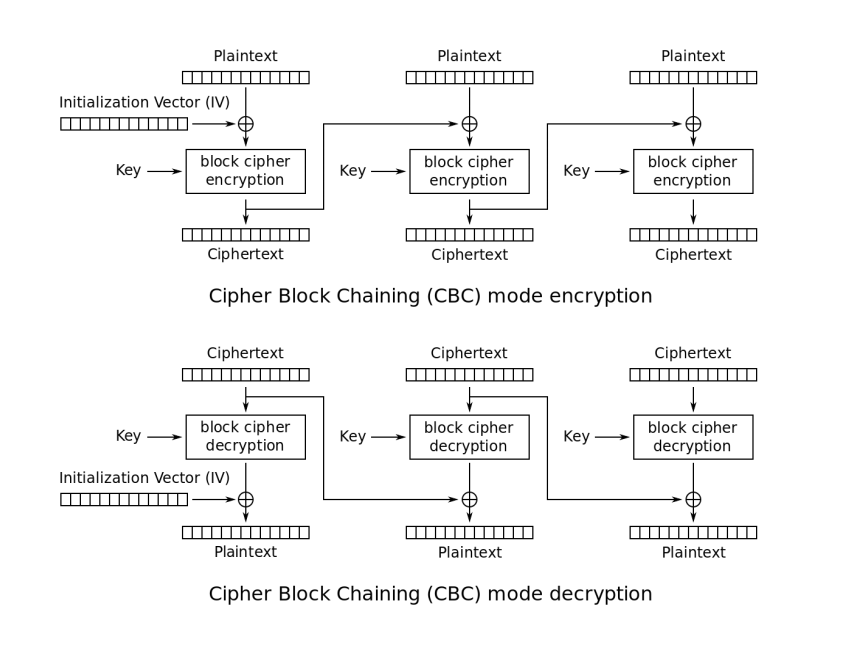 Plaintext Plaintext Plaintext
Initialization Vector (IV)
Key block cipher encryption Key block cipher encryption Key block cipher encryption
Ciphertext Ciphertext Ciphertext
Cipher Block Chaining (CBC) mode encryption
Ciphertext Ciphertext Ciphertext
Key block cipher decryption Key block cipher decryption Key block cipher decryption
Initialization Vector (IV)
Plaintext Plaintext Plaintext
Cipher Block Chaining (CBC) mode decryption